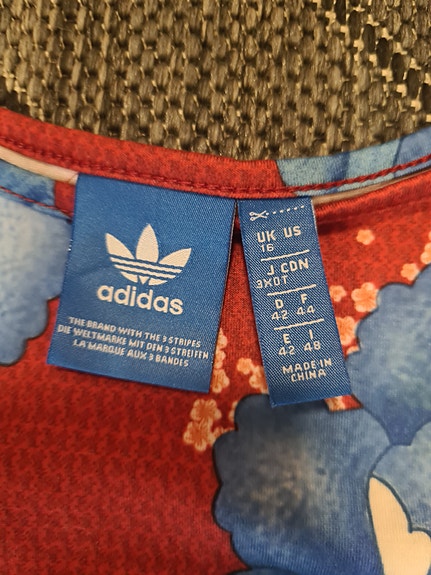 adidas
THE BRAND WITH THE 3 STRIPES
DIE WELTMARKE MIT DEN 3 STREIFEN
LA MARQUE AUX 3 BANDES
UK US
16
J CDN
3XOT
D F
42 44
E I
42 48
MADE IN
CHINA